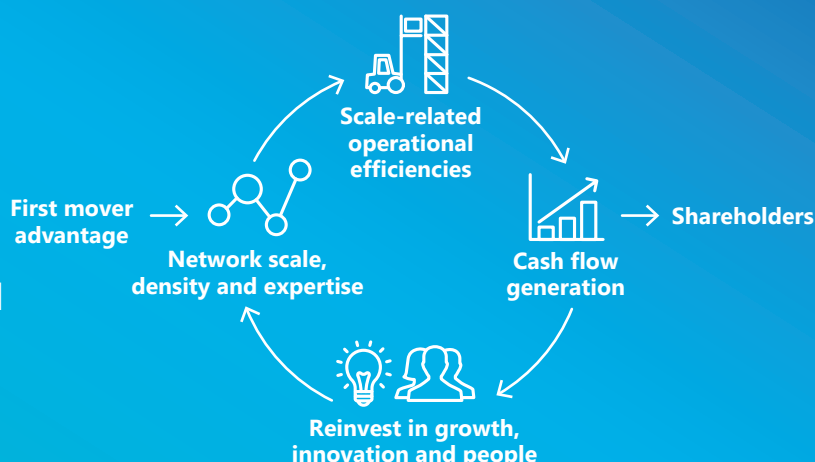 Scale-related
operational
efficiencies
First mover
advantage
Network scale,
density and expertise
Cash flow
generation
Shareholders
Reinvest in growth,
innovation and people